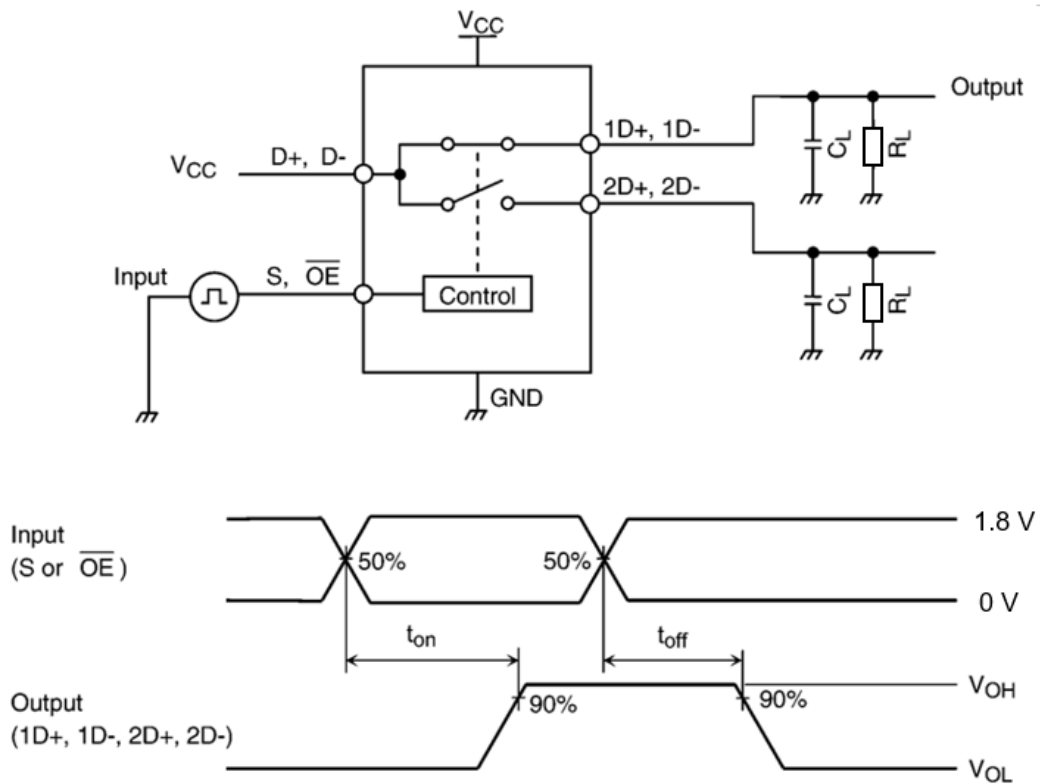 VCC
Output
1D+, 1D-
CL
RL
VCC
D+, D-
2D+, 2D-
Input
S, OE
Control
CL
RL
GND
Input
(S or OE)
50%
50%
1.8 V
0 V
ton
toff
Output
(1D+, 1D-, 2D+, 2D-)
90%
90%
VOH
VOL